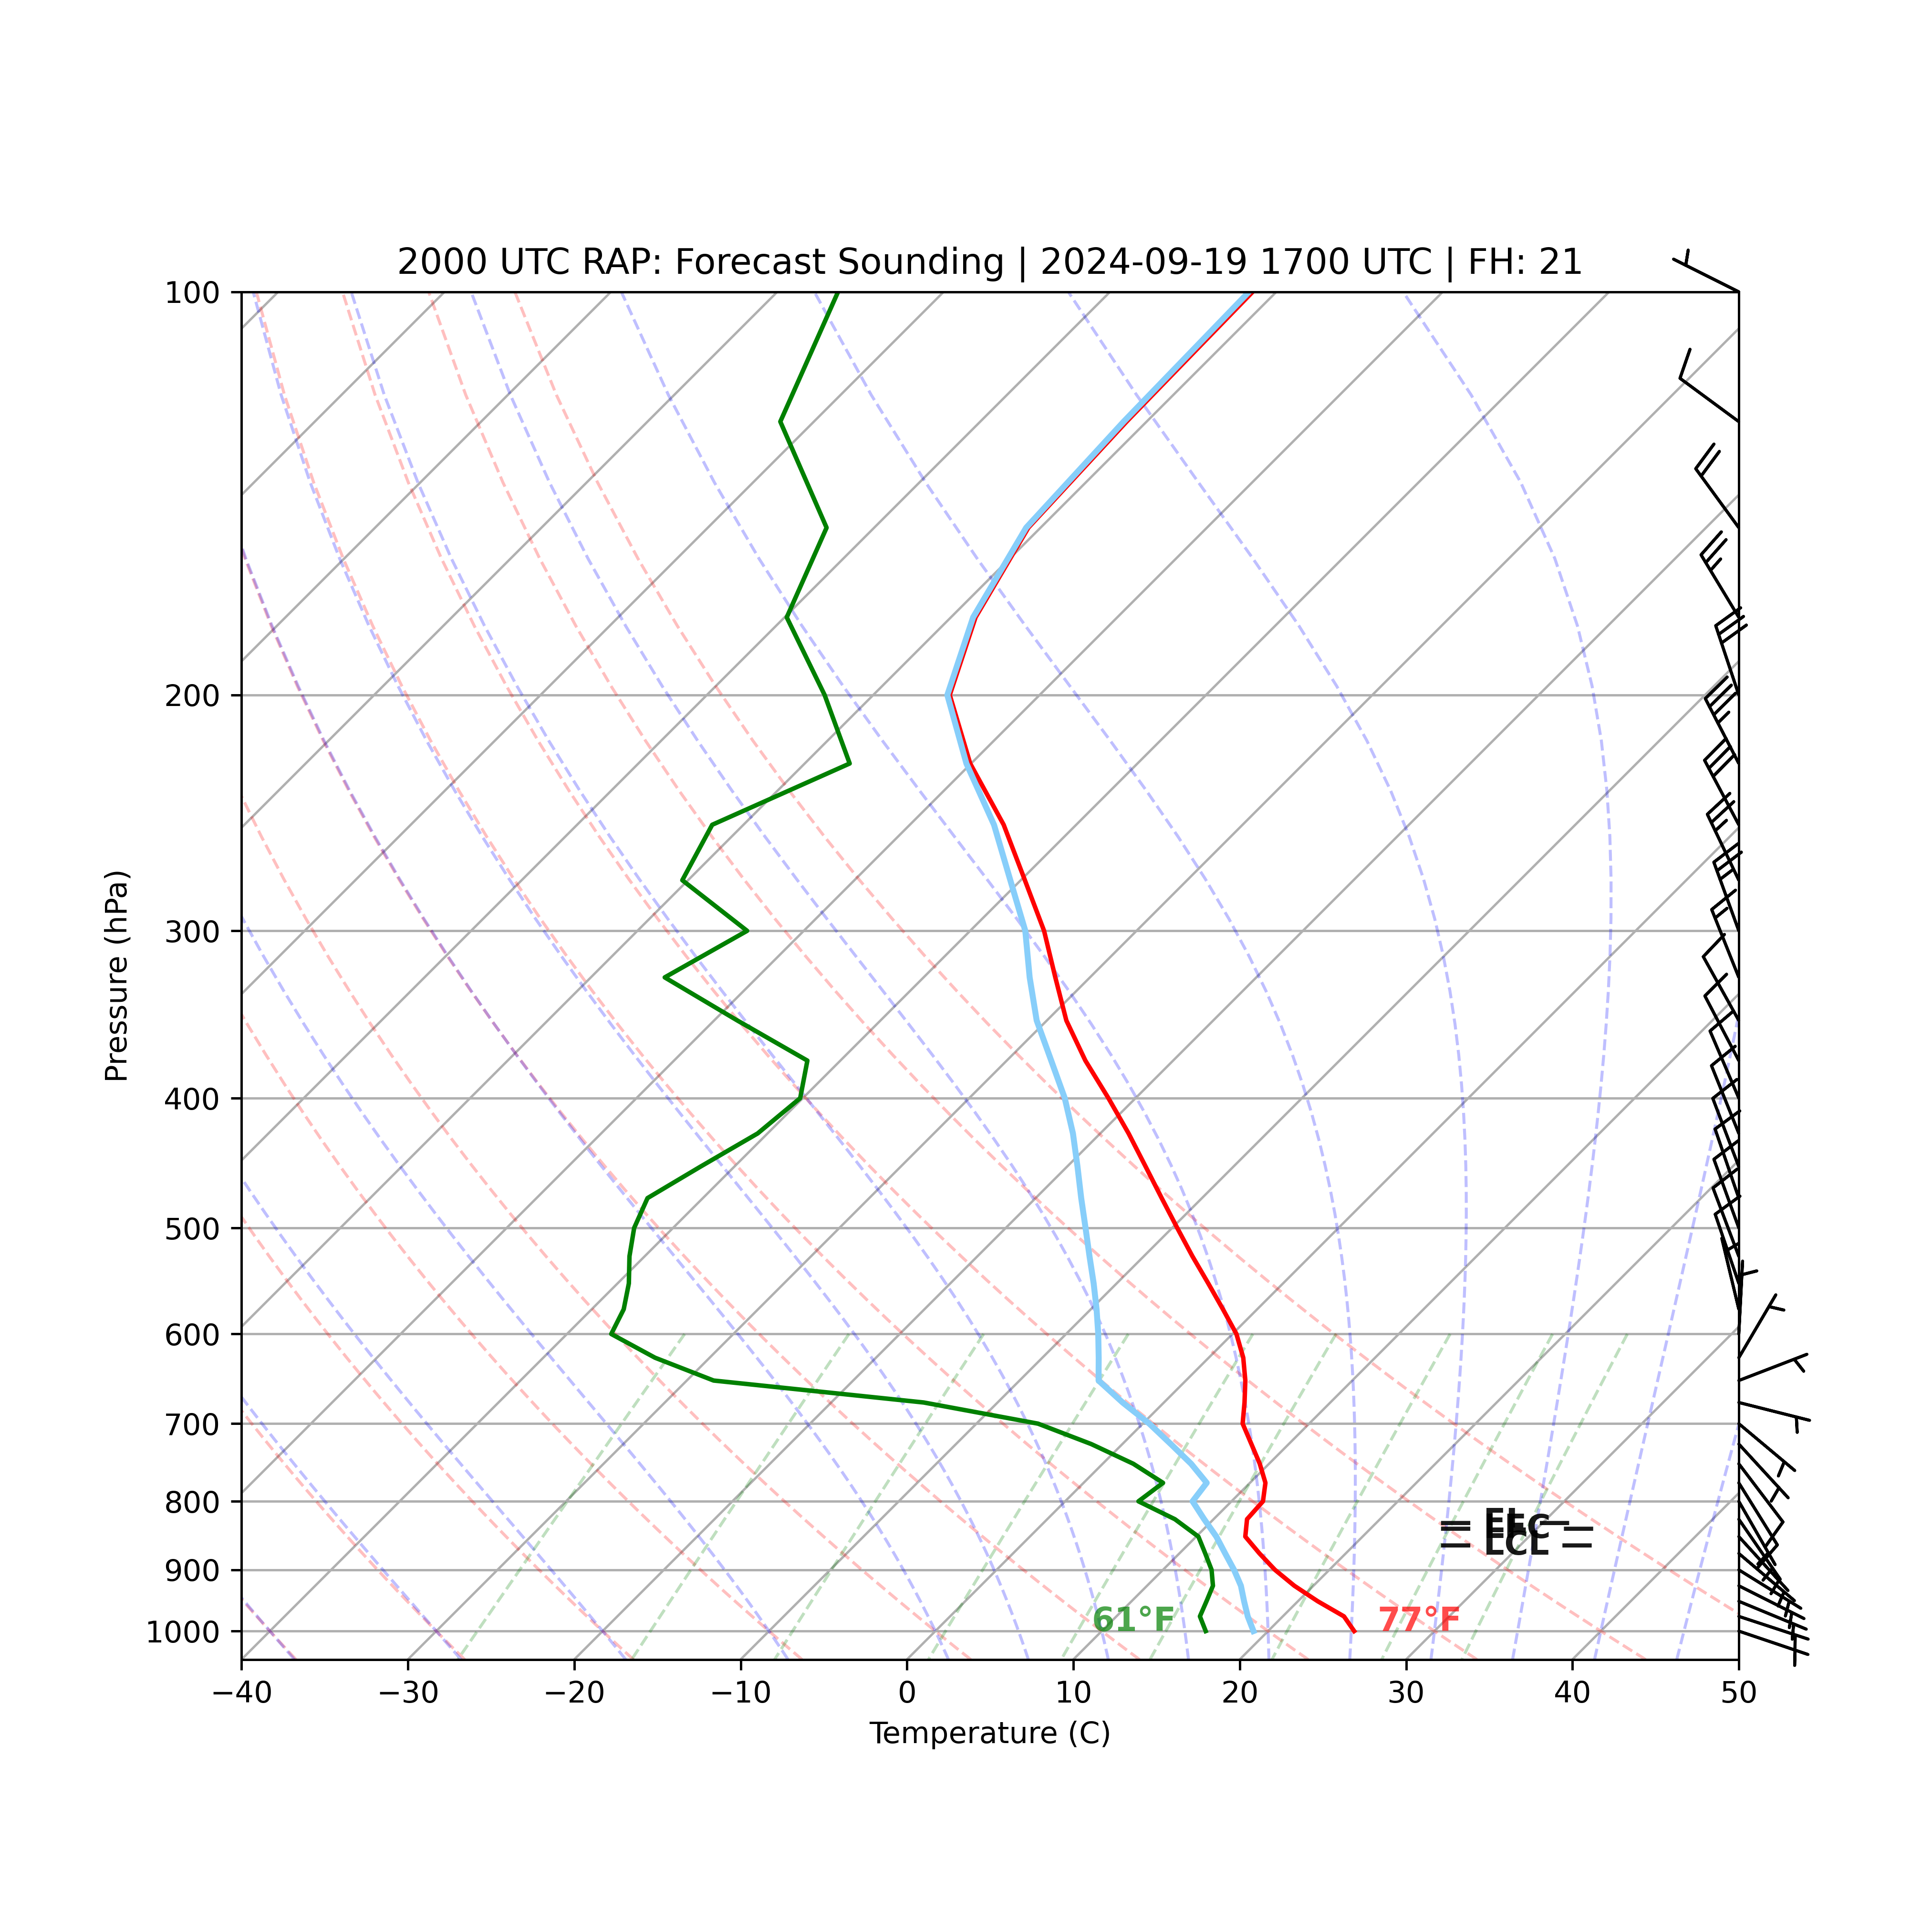 2000 UTC RAP: Forecast Sounding | 2024-09-19 1700 UTC | FH: 21
100
200
300
400
500
600
700
800
900
1000
Pressure (hPa)
61°F
77°F
−40 −30 −20 −10 0 10 20 30 40 50
Temperature (C)